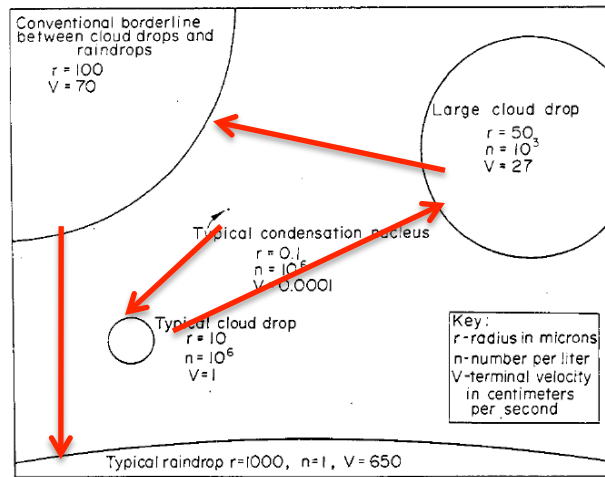 Conventional borderline
between cloud drops and
raindrops
r = 100
V = 70
Large cloud drop
r = 50
n = 10³
V = 27
Typical condensation nucleus
r = 0.1
n = 10⁶
V = 0.0001
Typical cloud drop
r = 10
n = 10⁶
V = 1
Key:
r-radius in microns
n-number per liter
V-terminal velocity
in centimeters
per second
Typical raindrop r=1000, n=1, V=650